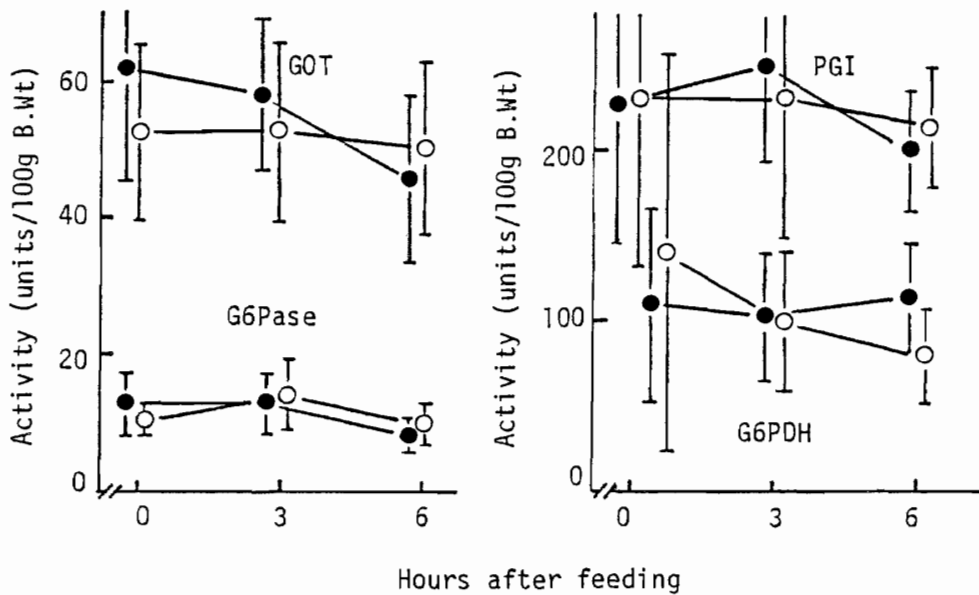 Activity (units/100g B.Wt)
60
40
20
0
GOT
G6Pase
0 3 6
Activity (units/100g B.Wt)
200
100
0
PGI
G6PDH
0 3 6
Hours after feeding